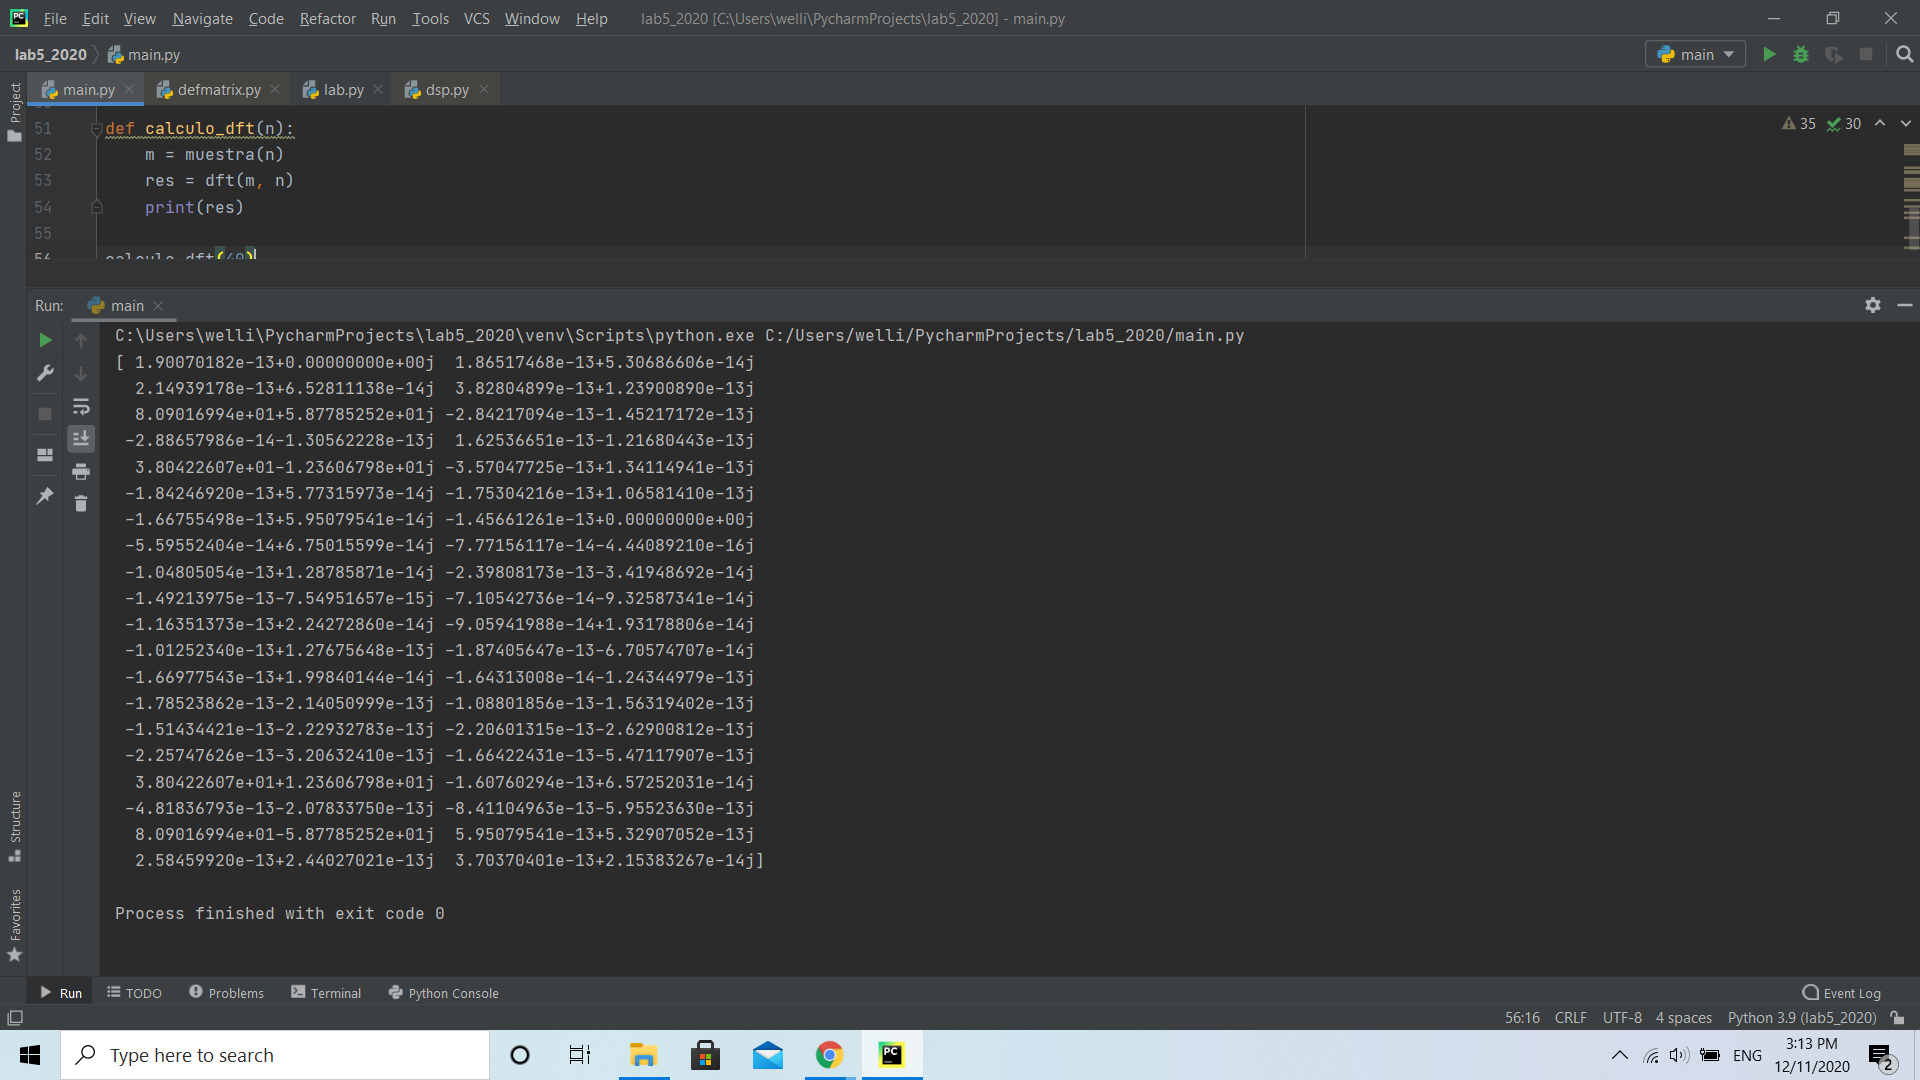 File Edit View Navigate Code Refactor Run Tools VCS Window Help lab5_2020 [C:\Users\welli\PycharmProjects\lab5_2020] - main.py
lab5_2020 main.py main
main.py defmatrix.py lab.py dsp.py
Project
51 def calculo_dft(n): 35 30
52 m = muestra(n)
53 res = dft(m, n)
54 print(res)
55
56 calculo_dft(40)
Run: main
C:\Users\welli\PycharmProjects\lab5_2020\venv\Scripts\python.exe C:/Users/welli/PycharmProjects/lab5_2020/main.py
[ 1.90070182e-13+0.00000000e+00j 1.86517468e-13+5.30686606e-14j
2.14939178e-13+6.52811138e-14j 3.82804899e-13+1.23900890e-13j
8.09016994e+01+5.87785252e+01j -2.84217094e-13-1.45217172e-13j
-2.88657986e-14-1.30562228e-13j 1.62536651e-13-1.21680443e-13j
3.80422607e+01-1.23606798e+01j -3.57047725e-13+1.34114941e-13j
-1.84246920e-13+5.77315973e-14j -1.75304216e-13+1.06581410e-13j
-1.66755498e-13+5.95079541e-14j -1.45661261e-13+0.00000000e+00j
-5.59552404e-14+6.75015599e-14j -7.77156117e-14-4.44089210e-16j
-1.04805054e-13+1.28785871e-14j -2.39808173e-13-3.41948692e-14j
-1.49213975e-13-7.54951657e-15j -7.10542736e-14-9.32587341e-14j
-1.16351373e-13+2.24272860e-14j -9.05941988e-14+1.93178806e-14j
-1.01252340e-13+1.27675648e-13j -1.87405647e-13-6.70574707e-14j
-1.66977543e-13+1.99840144e-14j -1.64313008e-14-1.24344979e-13j
-1.78523862e-13-2.14050999e-13j -1.08801856e-13-1.56319402e-13j
-1.51434421e-13-2.22932783e-13j -2.20601315e-13-2.62900812e-13j
-2.25747626e-13-3.20632410e-13j -1.66422431e-13-5.47117907e-13j
3.80422607e+01+1.23606798e+01j -1.60760294e-13+6.57252031e-14j
-4.81836793e-13-2.07833750e-13j -8.41104963e-13-5.95523630e-13j
8.09016994e+01-5.87785252e+01j 5.95079541e-13+5.32907052e-13j
2.58459920e-13+2.44027021e-13j 3.70370401e-13+2.15383267e-14j]
Process finished with exit code 0
Structure
Favorites
Run TODO Problems Terminal Python Console Event Log
56:16 CRLF UTF-8 4 spaces Python 3.9 (lab5_2020)
Type here to search
ENG 3:13 PM
12/11/2020 2